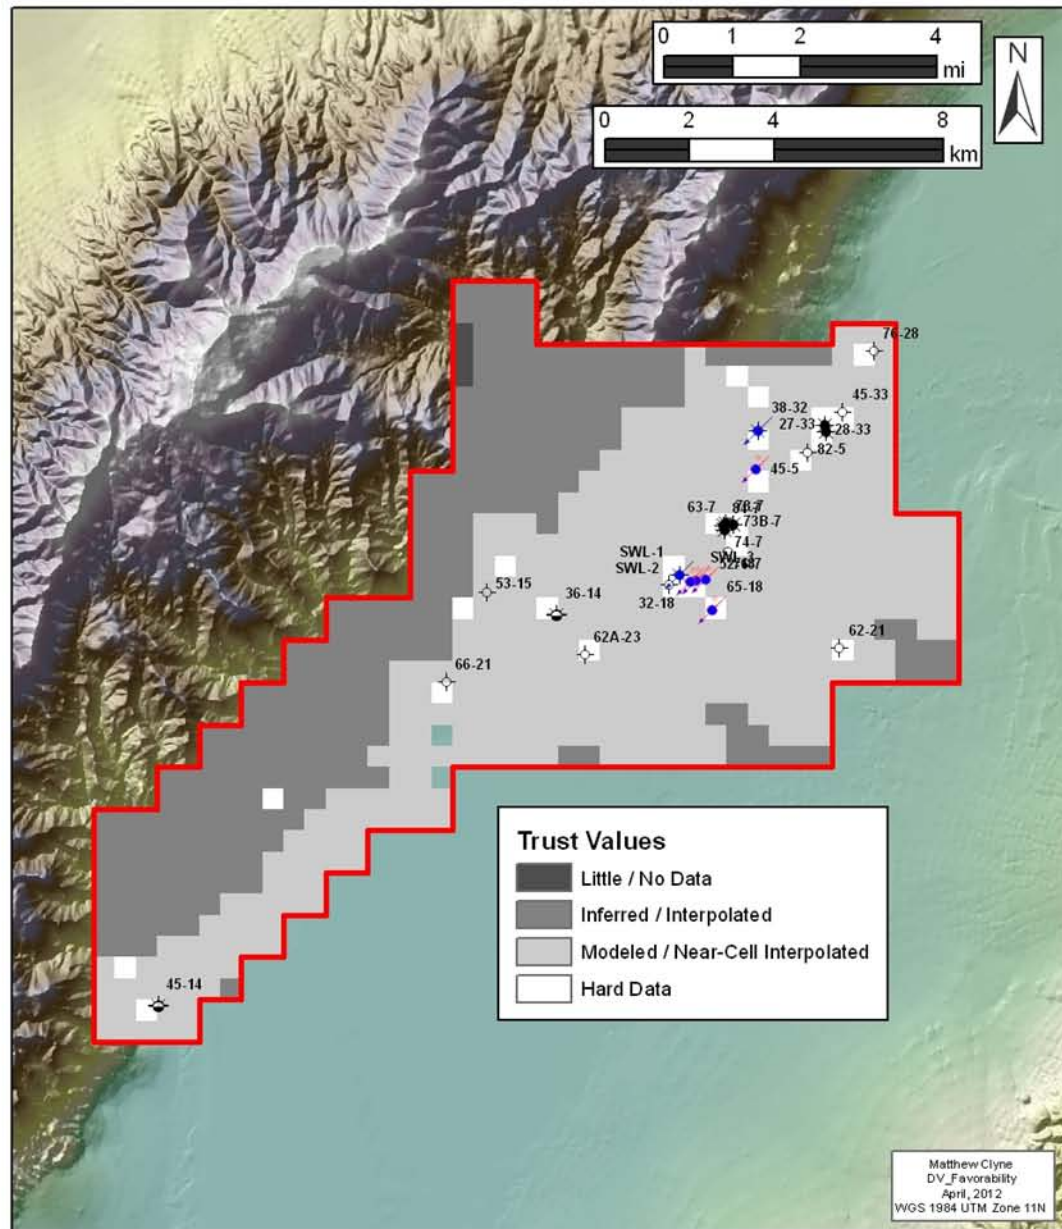 0 1 2 4
mi
N
0 2 4 8
km
76-28
45-33
38-32
27-33
28-33
82-5
45-5
63-7
73B-7
74-7
SWL-1
SWL-3
SWL-2
65-18
53-15
36-14
32-18
62A-23
62-21
66-21
Trust Values
Little / No Data
Inferred / Interpolated
Modeled / Near-Cell Interpolated
Hard Data
45-14
Matthew Clyne
DV_Favorability
April, 2012
WGS 1984 UTM Zone 11N